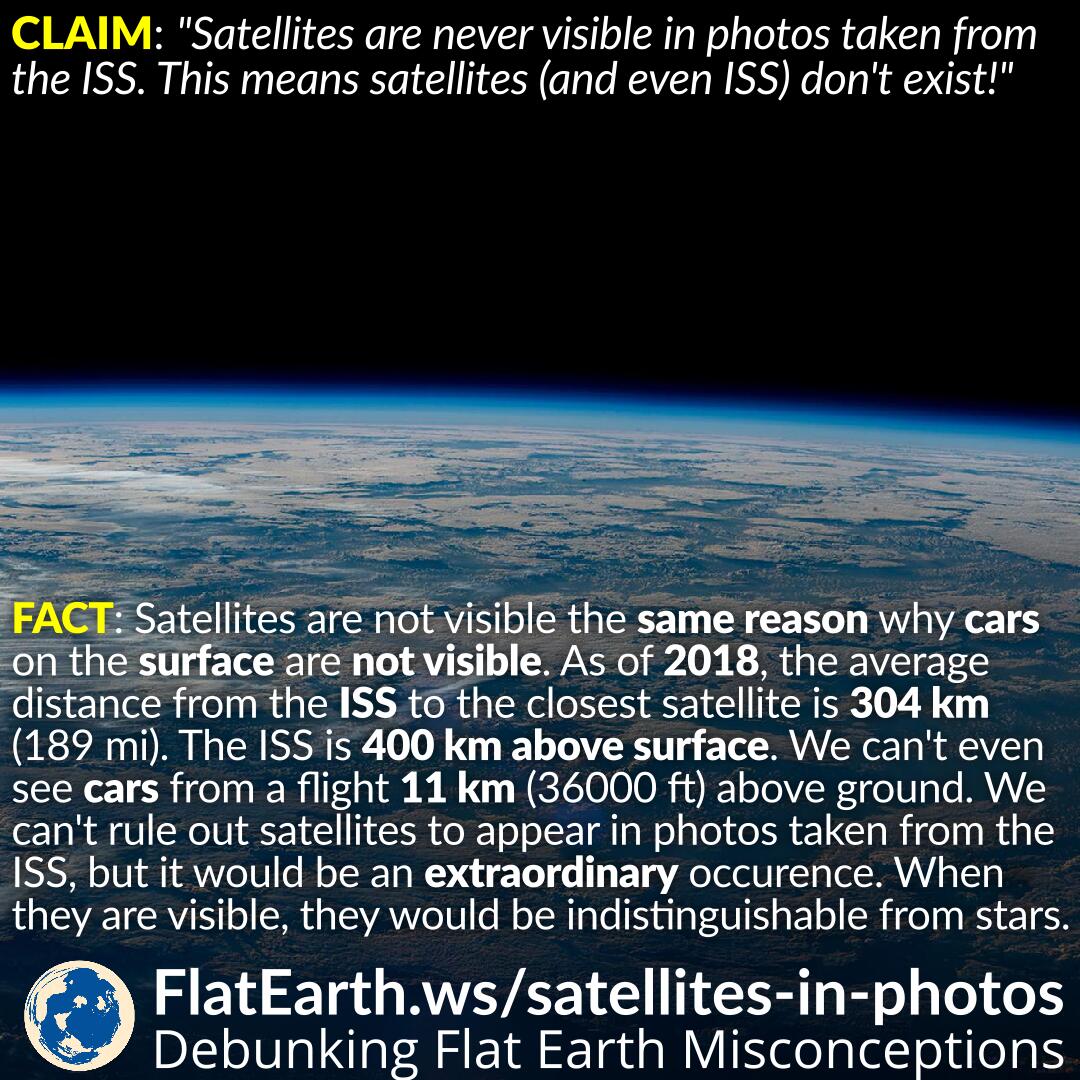 CLAIM: "Satellites are never visible in photos taken from
the ISS. This means satellites (and even ISS) don't exist!"
FACT: Satellites are not visible the same reason why cars
on the surface are not visible. As of 2018, the average
distance from the ISS to the closest satellite is 304 km
(189 mi). The ISS is 400 km above surface. We can't even
see cars from a flight 11 km (36000 ft) above ground. We
can't rule out satellites to appear in photos taken from the
ISS, but it would be an extraordinary occurence. When
they are visible, they would be indistinguishable from stars.
FlatEarth.ws/satellites-in-photos
Debunking Flat Earth Misconceptions